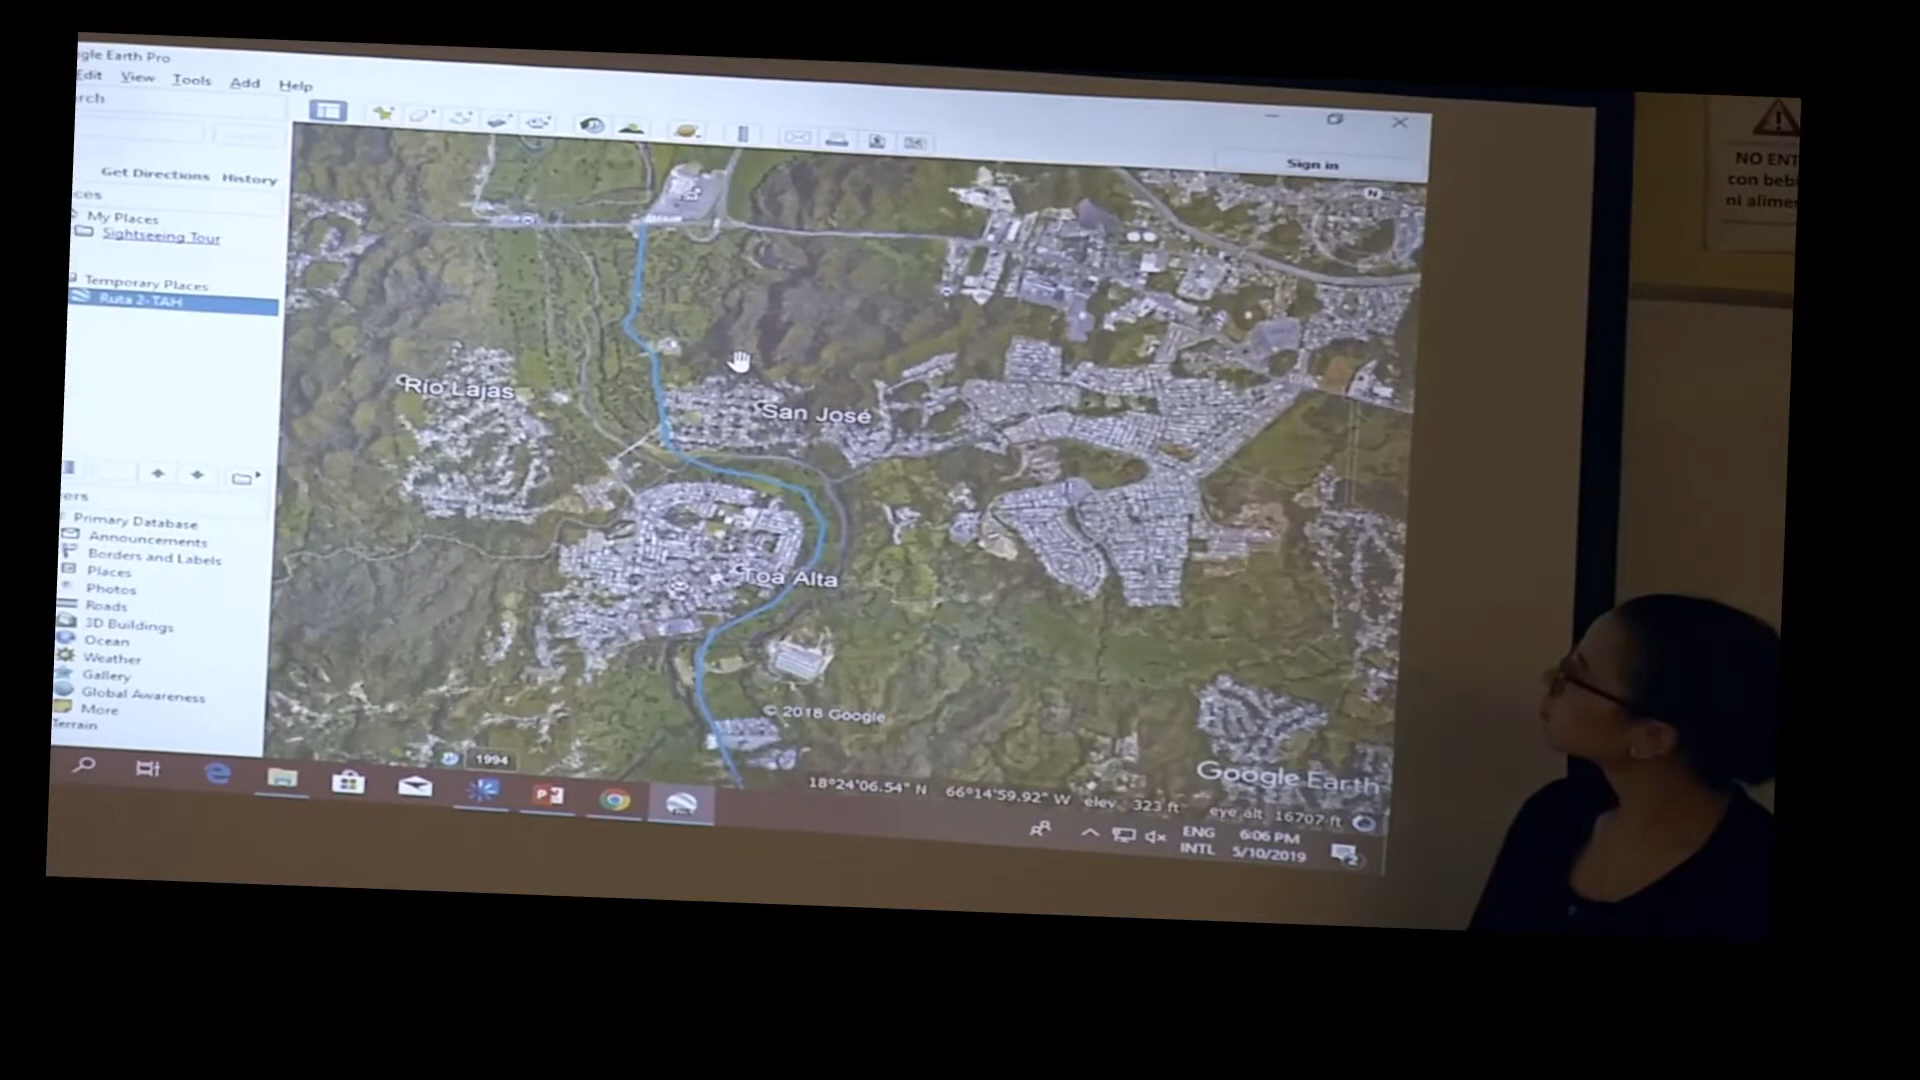 gle Earth Pro
Edit View Tools Add Help
rch
Get Directions History
ces
My Places
Sightseeing Tour
Temporary Places
Ruta 2-TAH
ers
Primary Database
Announcements
Borders and Labels
Places
Photos
Roads
3D Buildings
Ocean
Weather
Gallery
Global Awareness
More
Terrain
Sign in
N
Río Lajas
San José
Toa Alta
© 2018 Google
Google Earth
1994
18°24'06.54" N 66°14'59.92" W elev 323 ft eye alt 16707 ft
ENG
INTL
6:06 PM
5/10/2019
2
NO ENT
con beb
ni alime